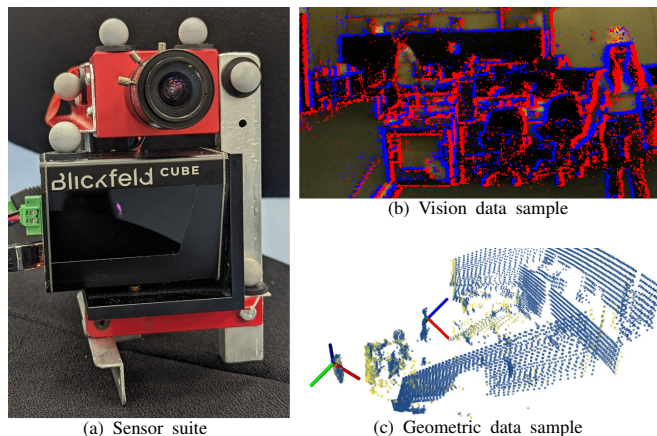 Blickfeld CUBE
(a) Sensor suite
(b) Vision data sample
(c) Geometric data sample